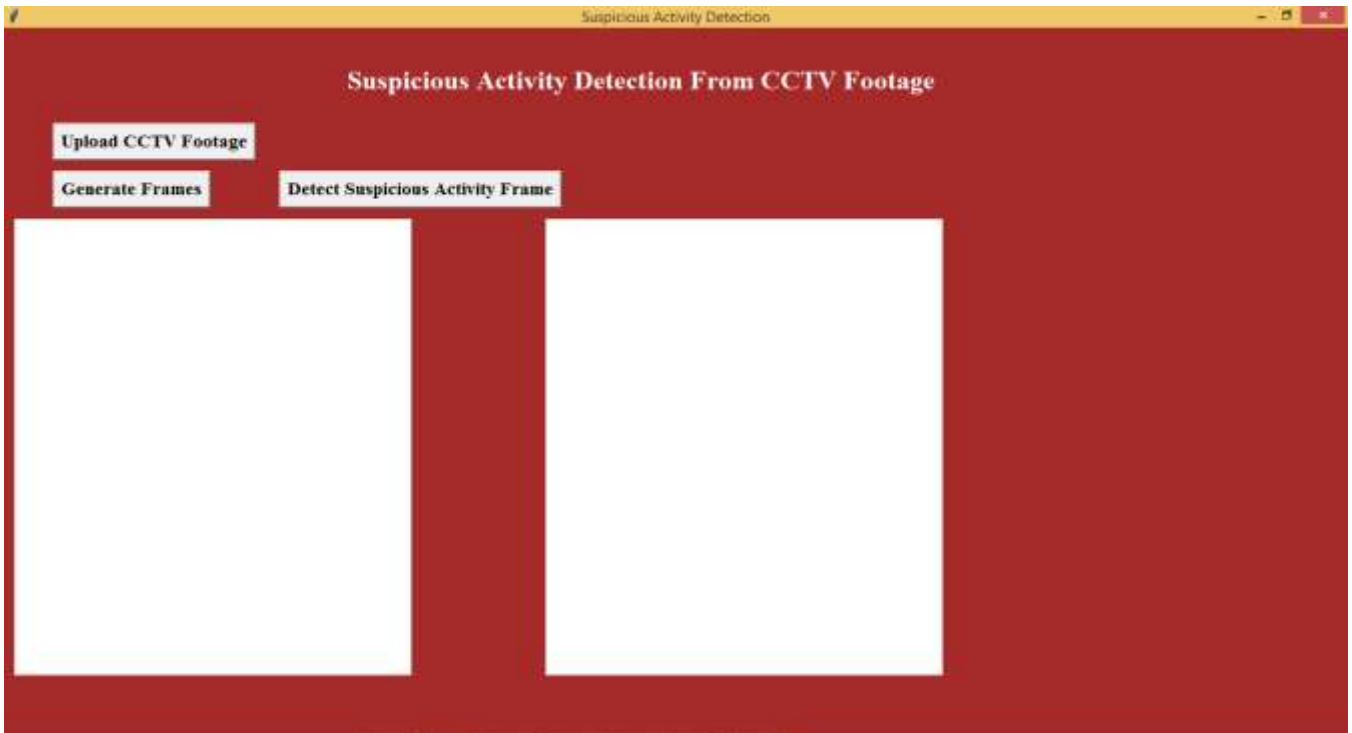 Suspicious Activity Detection
Suspicious Activity Detection From CCTV Footage
Upload CCTV Footage
Generate Frames
Detect Suspicious Activity Frame